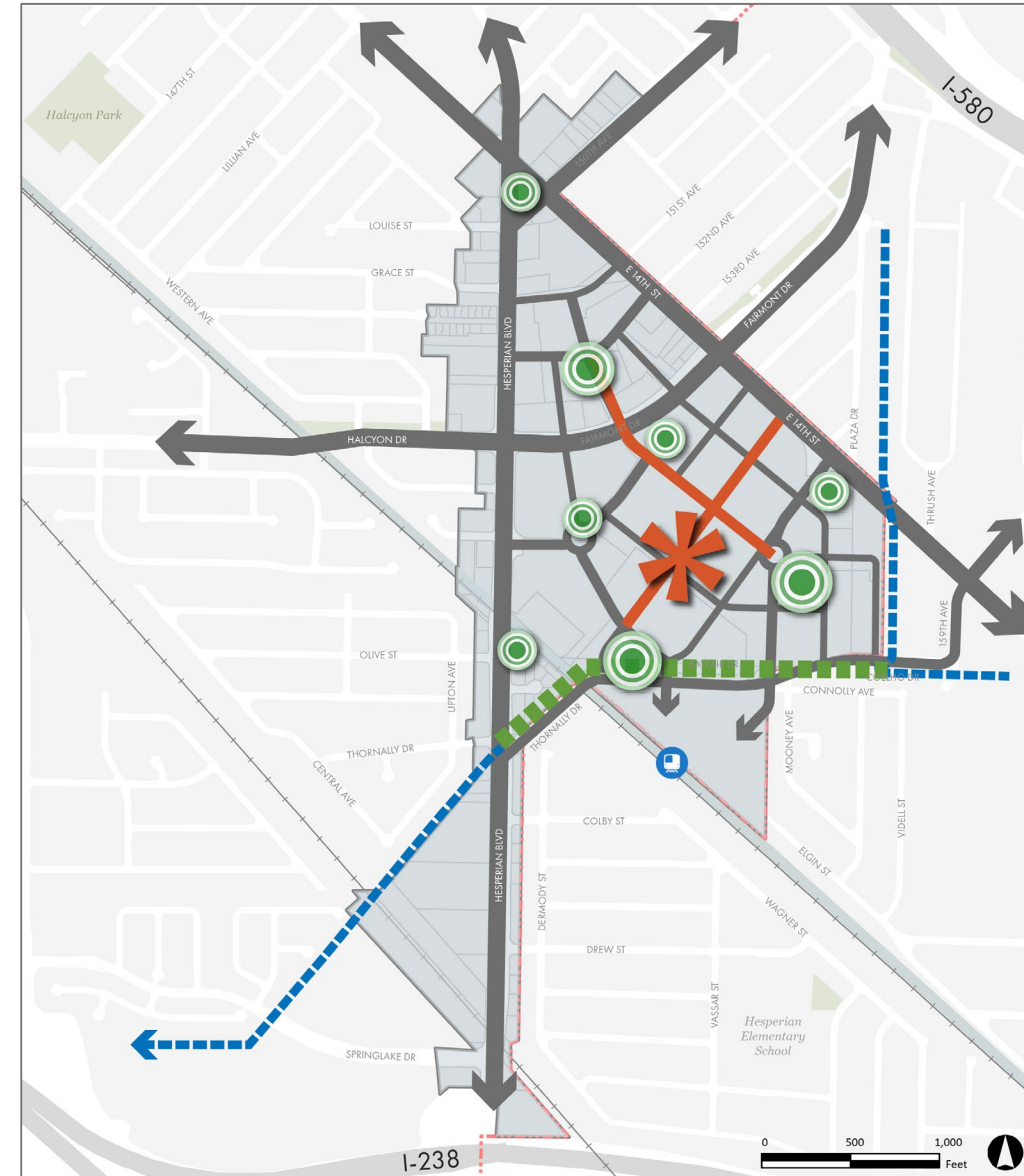 I-580
147TH ST
Halcyon Park
LILLIAN AVE
150TH AVE
151ST AVE
LOUISE ST
152ND AVE
GRACE ST
153RD AVE
E 14TH ST
WESTERN AVE
FAIRMONT DR
HESPERIAN BLVD
HALCYON DR
FAIRMONT DR
E 14TH ST
PLAZA DR
THRUSH AVE
159TH AVE
OLIVE ST
UPTON AVE
COELHO DR
CONNOLLY AVE
THORNALLY DR
THORNALLY DR
MOONEY AVE
CENTRAL AVE
COLBY ST
VIDELL ST
HESPERIAN BLVD
ELGIN ST
DERMODY ST
WAGNER ST
DREW ST
VASSAR ST
Hesperian
Elementary
School
SPRINGLAKE DR
0 500 1,000
Feet
I-238